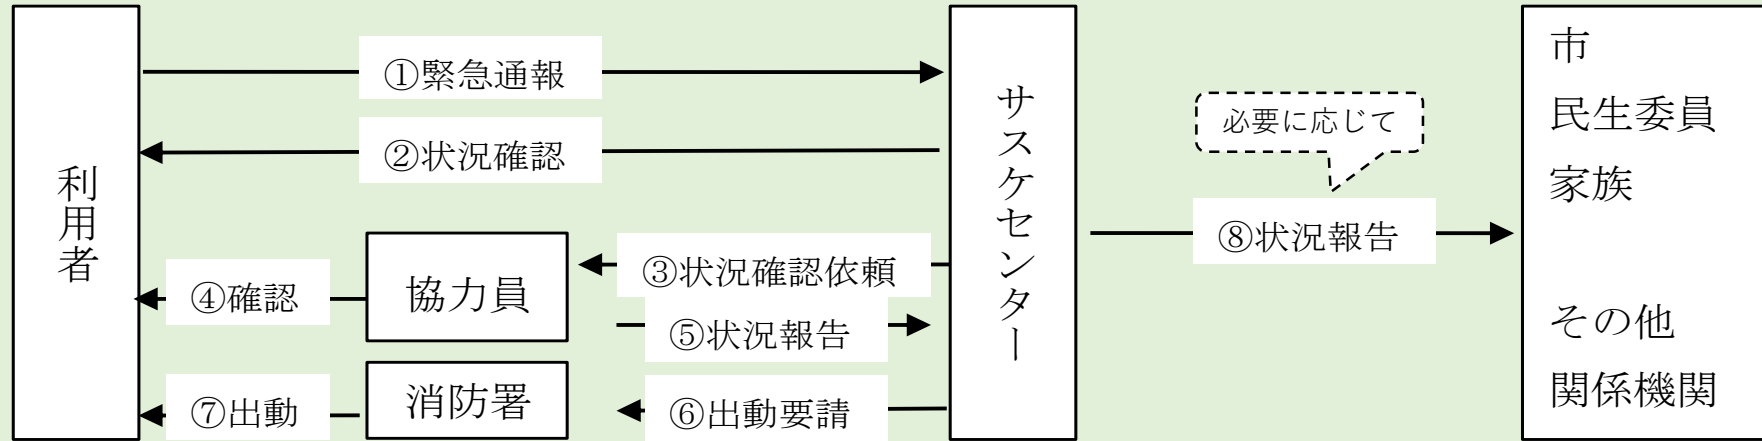 利用者
①緊急通報
②状況確認
協力員
③状況確認依頼
④確認
⑤状況報告
消防署
⑥出動要請
⑦出動
サスケセンター
必要に応じて
⑧状況報告
市
民生委員
家族
その他
関係機関